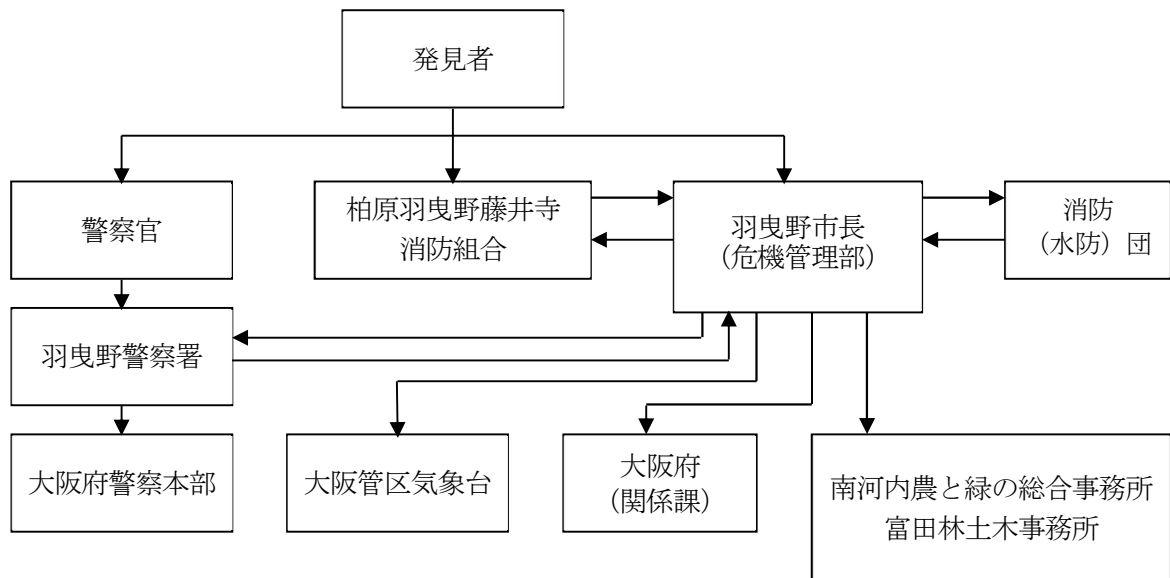 発見者
警察官
柏原羽曳野藤井寺
消防組合
羽曳野市長
（危機管理部）
消防
（水防）団
羽曳野警察署
大阪府警察本部
大阪管区気象台
大阪府
（関係課）
南河内農と緑の総合事務所
富田林土木事務所